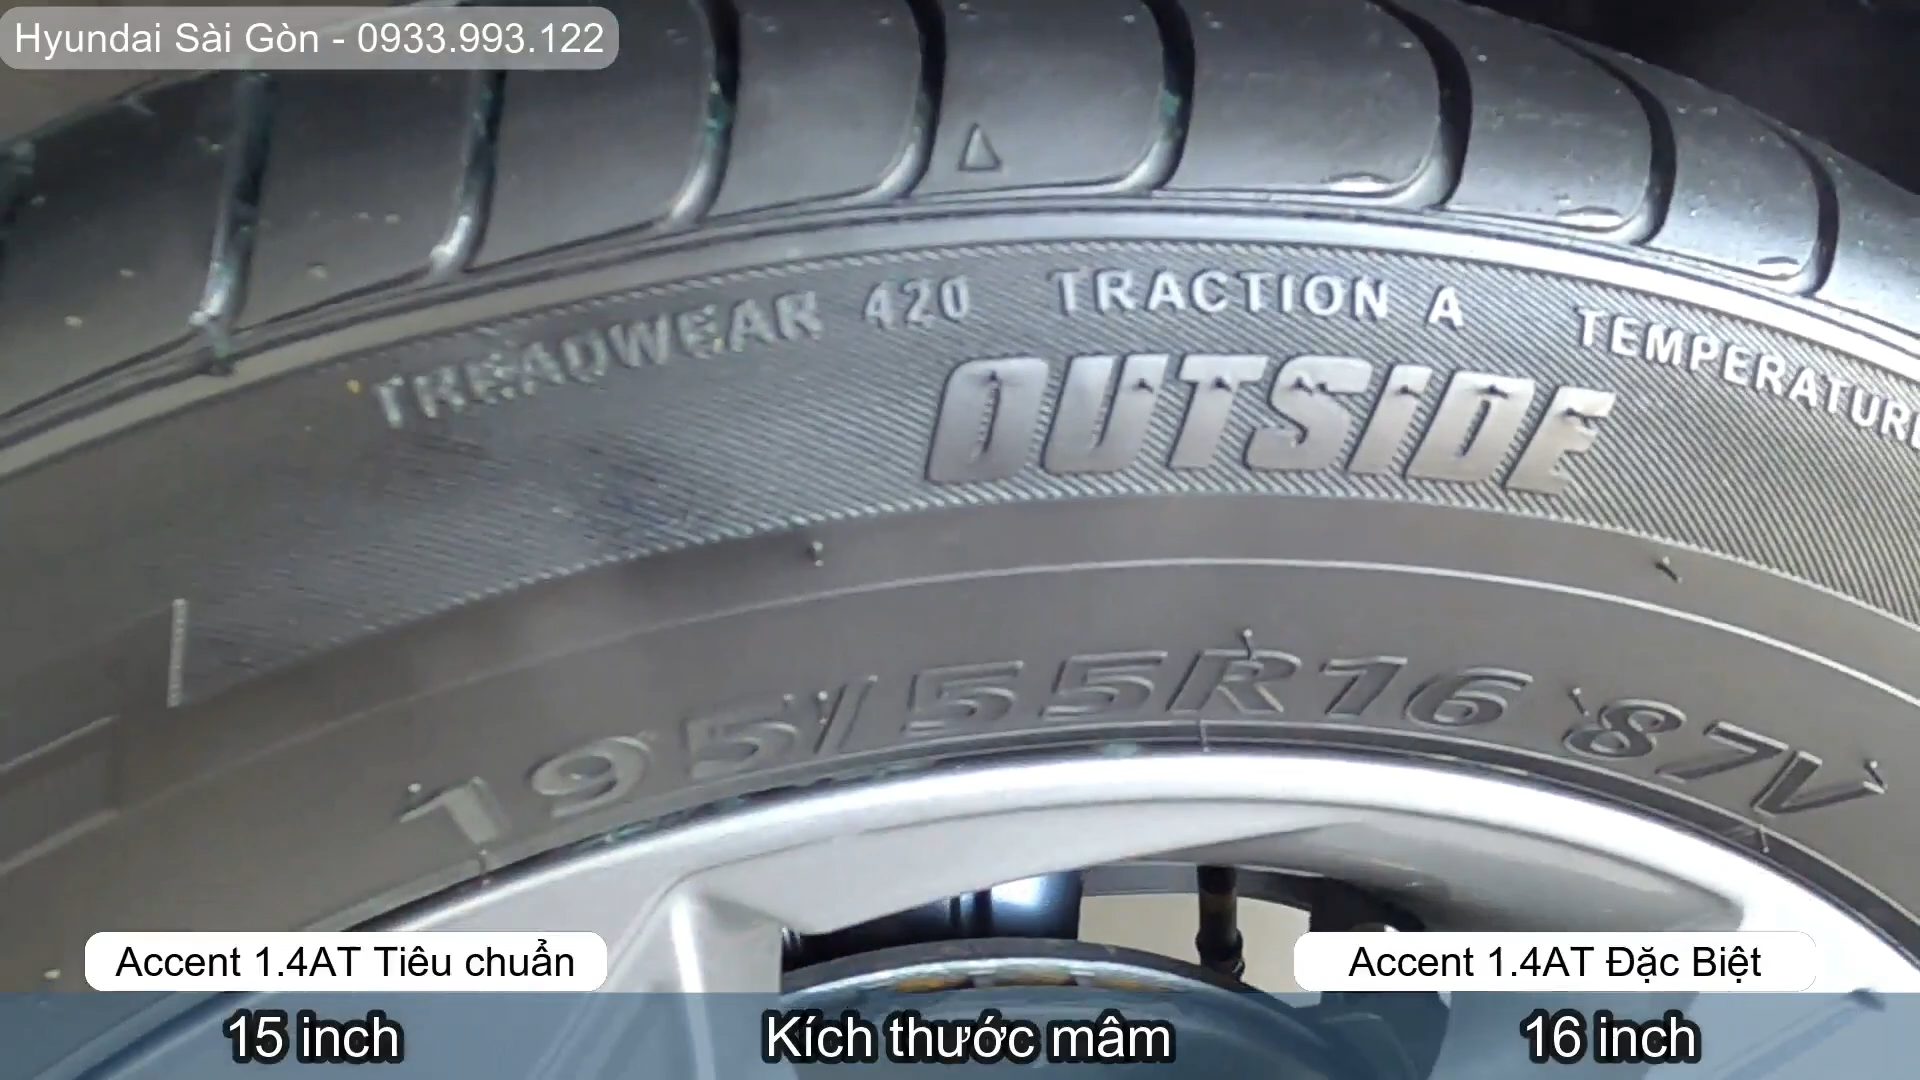 Hyundai Sài Gòn - 0933.993.122
TREADWEAR 420 TRACTION A TEMPERATURE
OUTSIDE
195/55R16 87V
Accent 1.4AT Tiêu chuẩn
Accent 1.4AT Đặc Biệt
15 inch
Kích thước mâm
16 inch